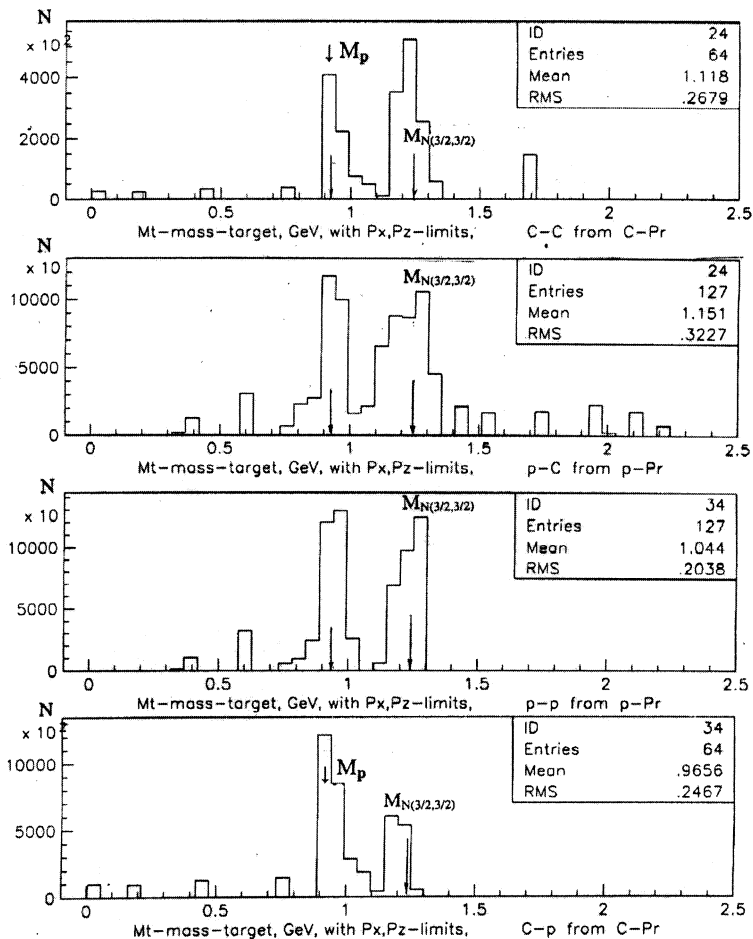 N
x 10^2
ID 24
Entries 64
Mean 1.118
RMS .2679
↓ M_p
4000
M_N(3/2,3/2)
2000
0
0 0.5 1 1.5 2 2.5
Mt-mass-target, GeV, with Px,Pz-limits, C-C from C-Pr
N
x 10
ID 24
Entries 127
Mean 1.151
RMS .3227
M_N(3/2,3/2)
10000
5000
0
0 0.5 1 1.5 2 2.5
Mt-mass-target, GeV, with Px,Pz-limits, p-C from p-Pr
N
x 10
ID 34
Entries 127
Mean 1.044
RMS .2038
M_N(3/2,3/2)
10000
5000
0
0 0.5 1 1.5 2 2.5
Mt-mass-target, GeV, with Px,Pz-limits, p-p from p-Pr
N
x 10^2
ID 34
Entries 64
Mean .9656
RMS .2467
10000
↓ M_p
M_N(3/2,3/2)
5000
0
0 0.5 1 1.5 2 2.5
Mt-mass-target, GeV, with Px,Pz-limits, C-p from C-Pr